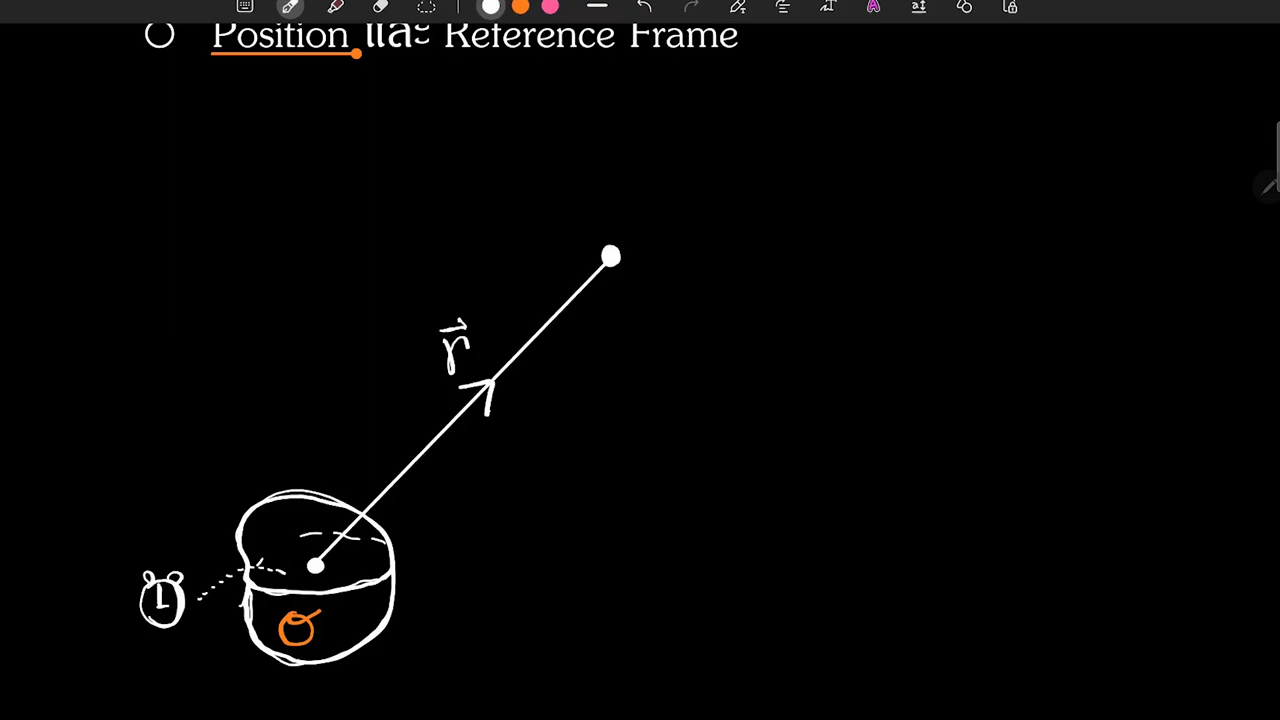 Position และ Reference Frame
r⃗
O